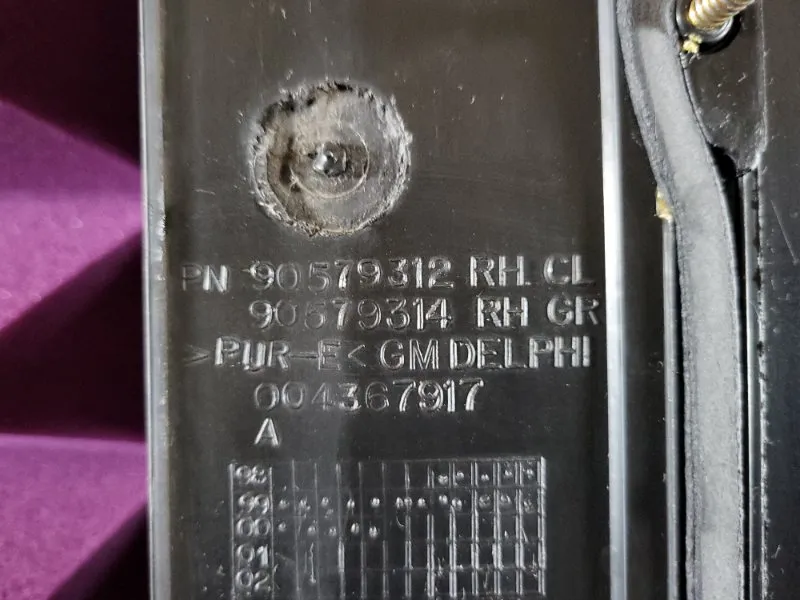 PN 90579312 RH CL
90579314 RH GR
>PUR-E< GM DELPHI
004367917
A
98
99
00
01
02